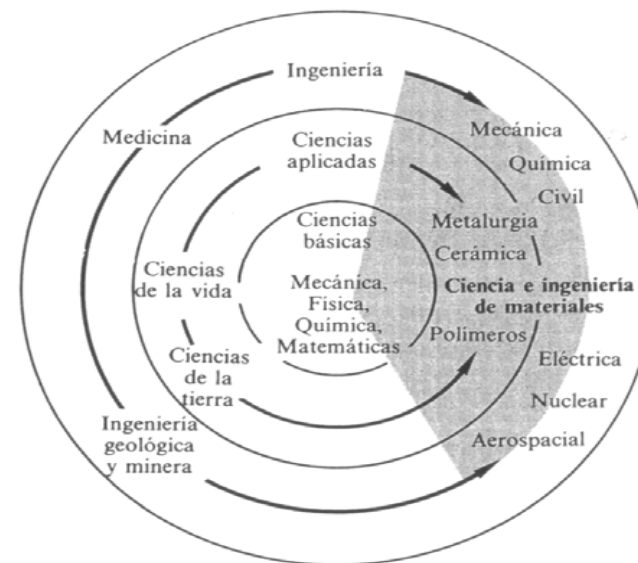 Ingeniería
Medicina
Mecánica
Química
Civil
Ciencias
aplicadas
Metalurgia
Cerámica
Ciencias
básicas
Ciencias
de la vida
Mecánica,
Física,
Química,
Matemáticas
Ciencia e ingeniería
de materiales
Polímeros
Eléctrica
Nuclear
Aerospacial
Ciencias
de la
tierra
Ingeniería
geológica
y minera